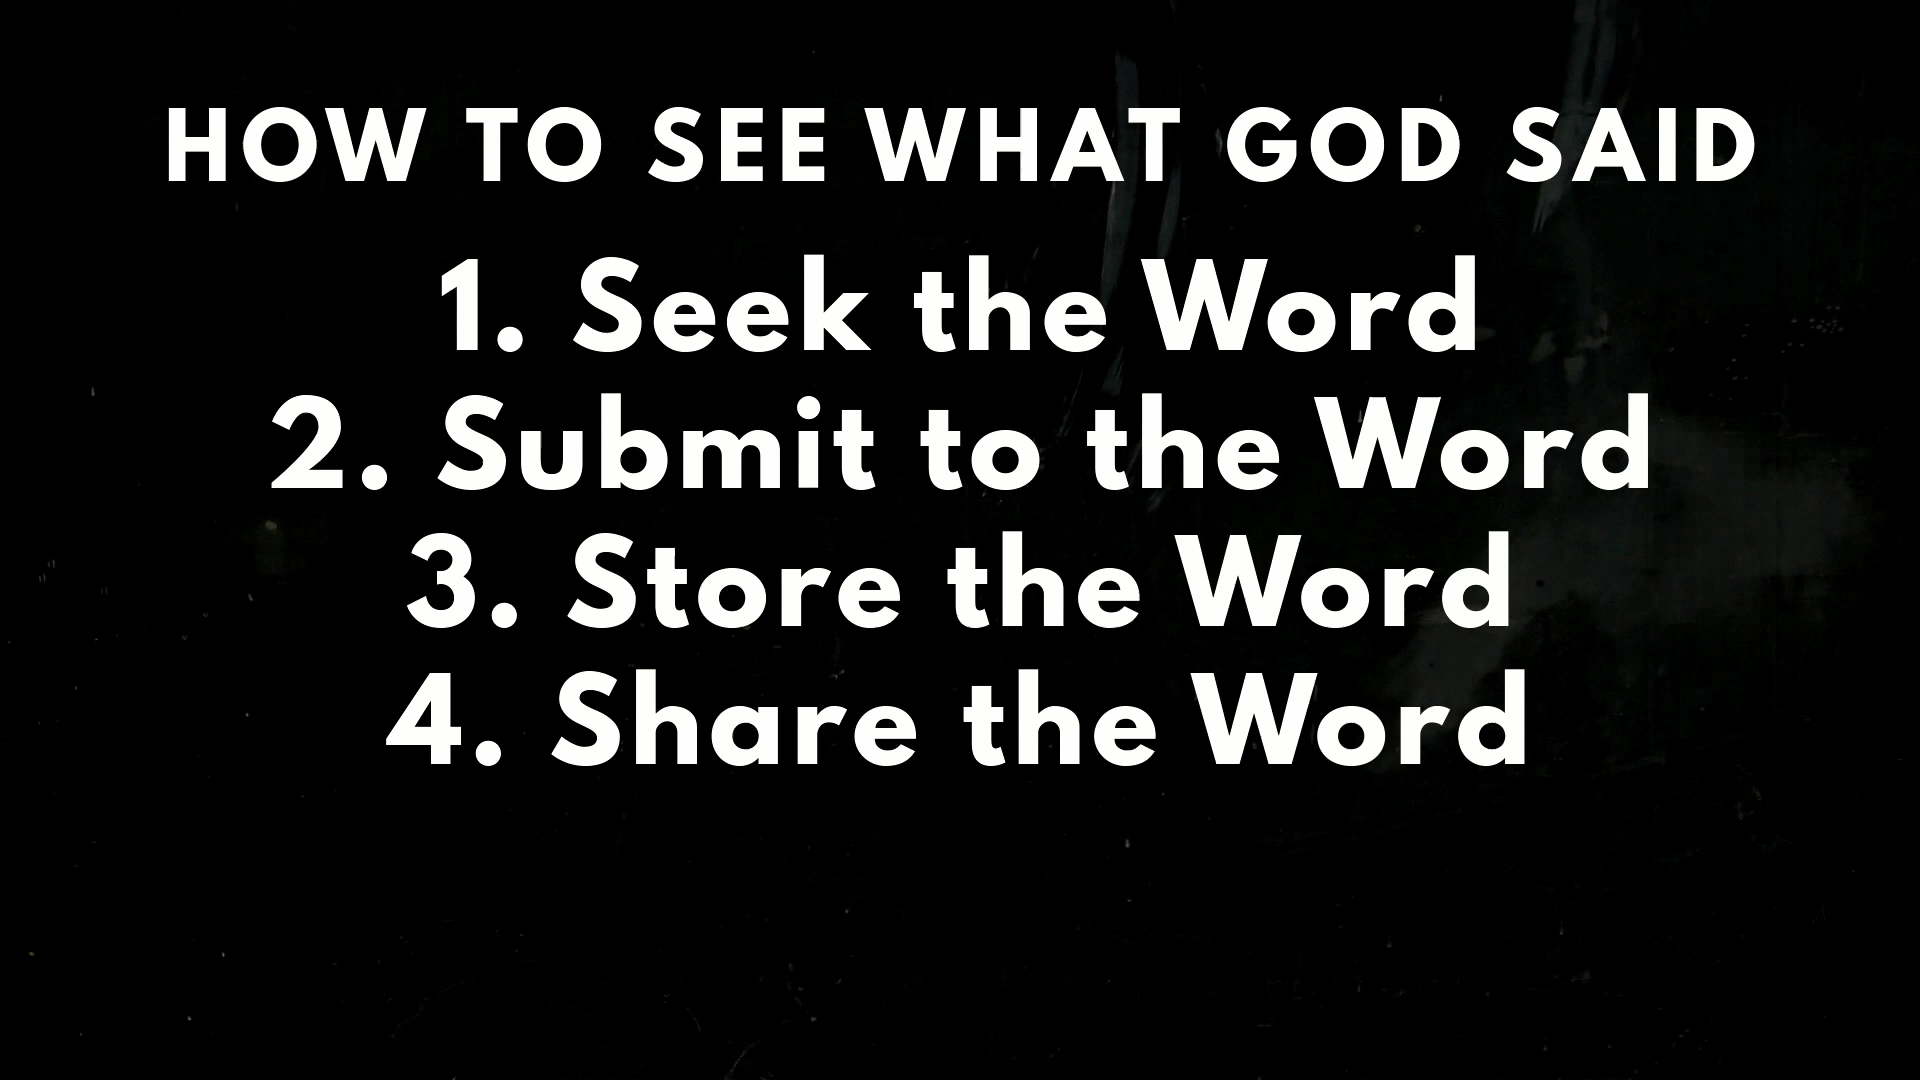 HOW TO SEE WHAT GOD SAID
1. Seek the Word
2. Submit to the Word
3. Store the Word
4. Share the Word